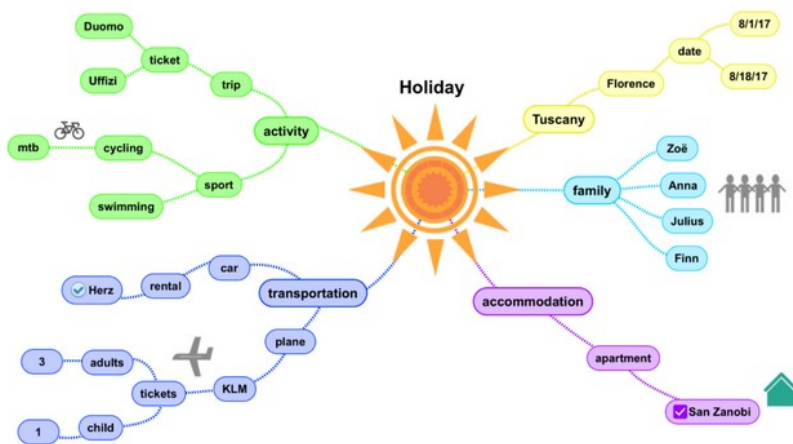 Holiday
Duomo
Uffizi
ticket
trip
activity
mtb
cycling
swimming
sport
Tuscany
Florence
date
8/1/17
8/18/17
family
Zoë
Anna
Julius
Finn
transportation
car
rental
Herz
plane
KLM
tickets
adults
3
child
1
accommodation
apartment
San Zanobi